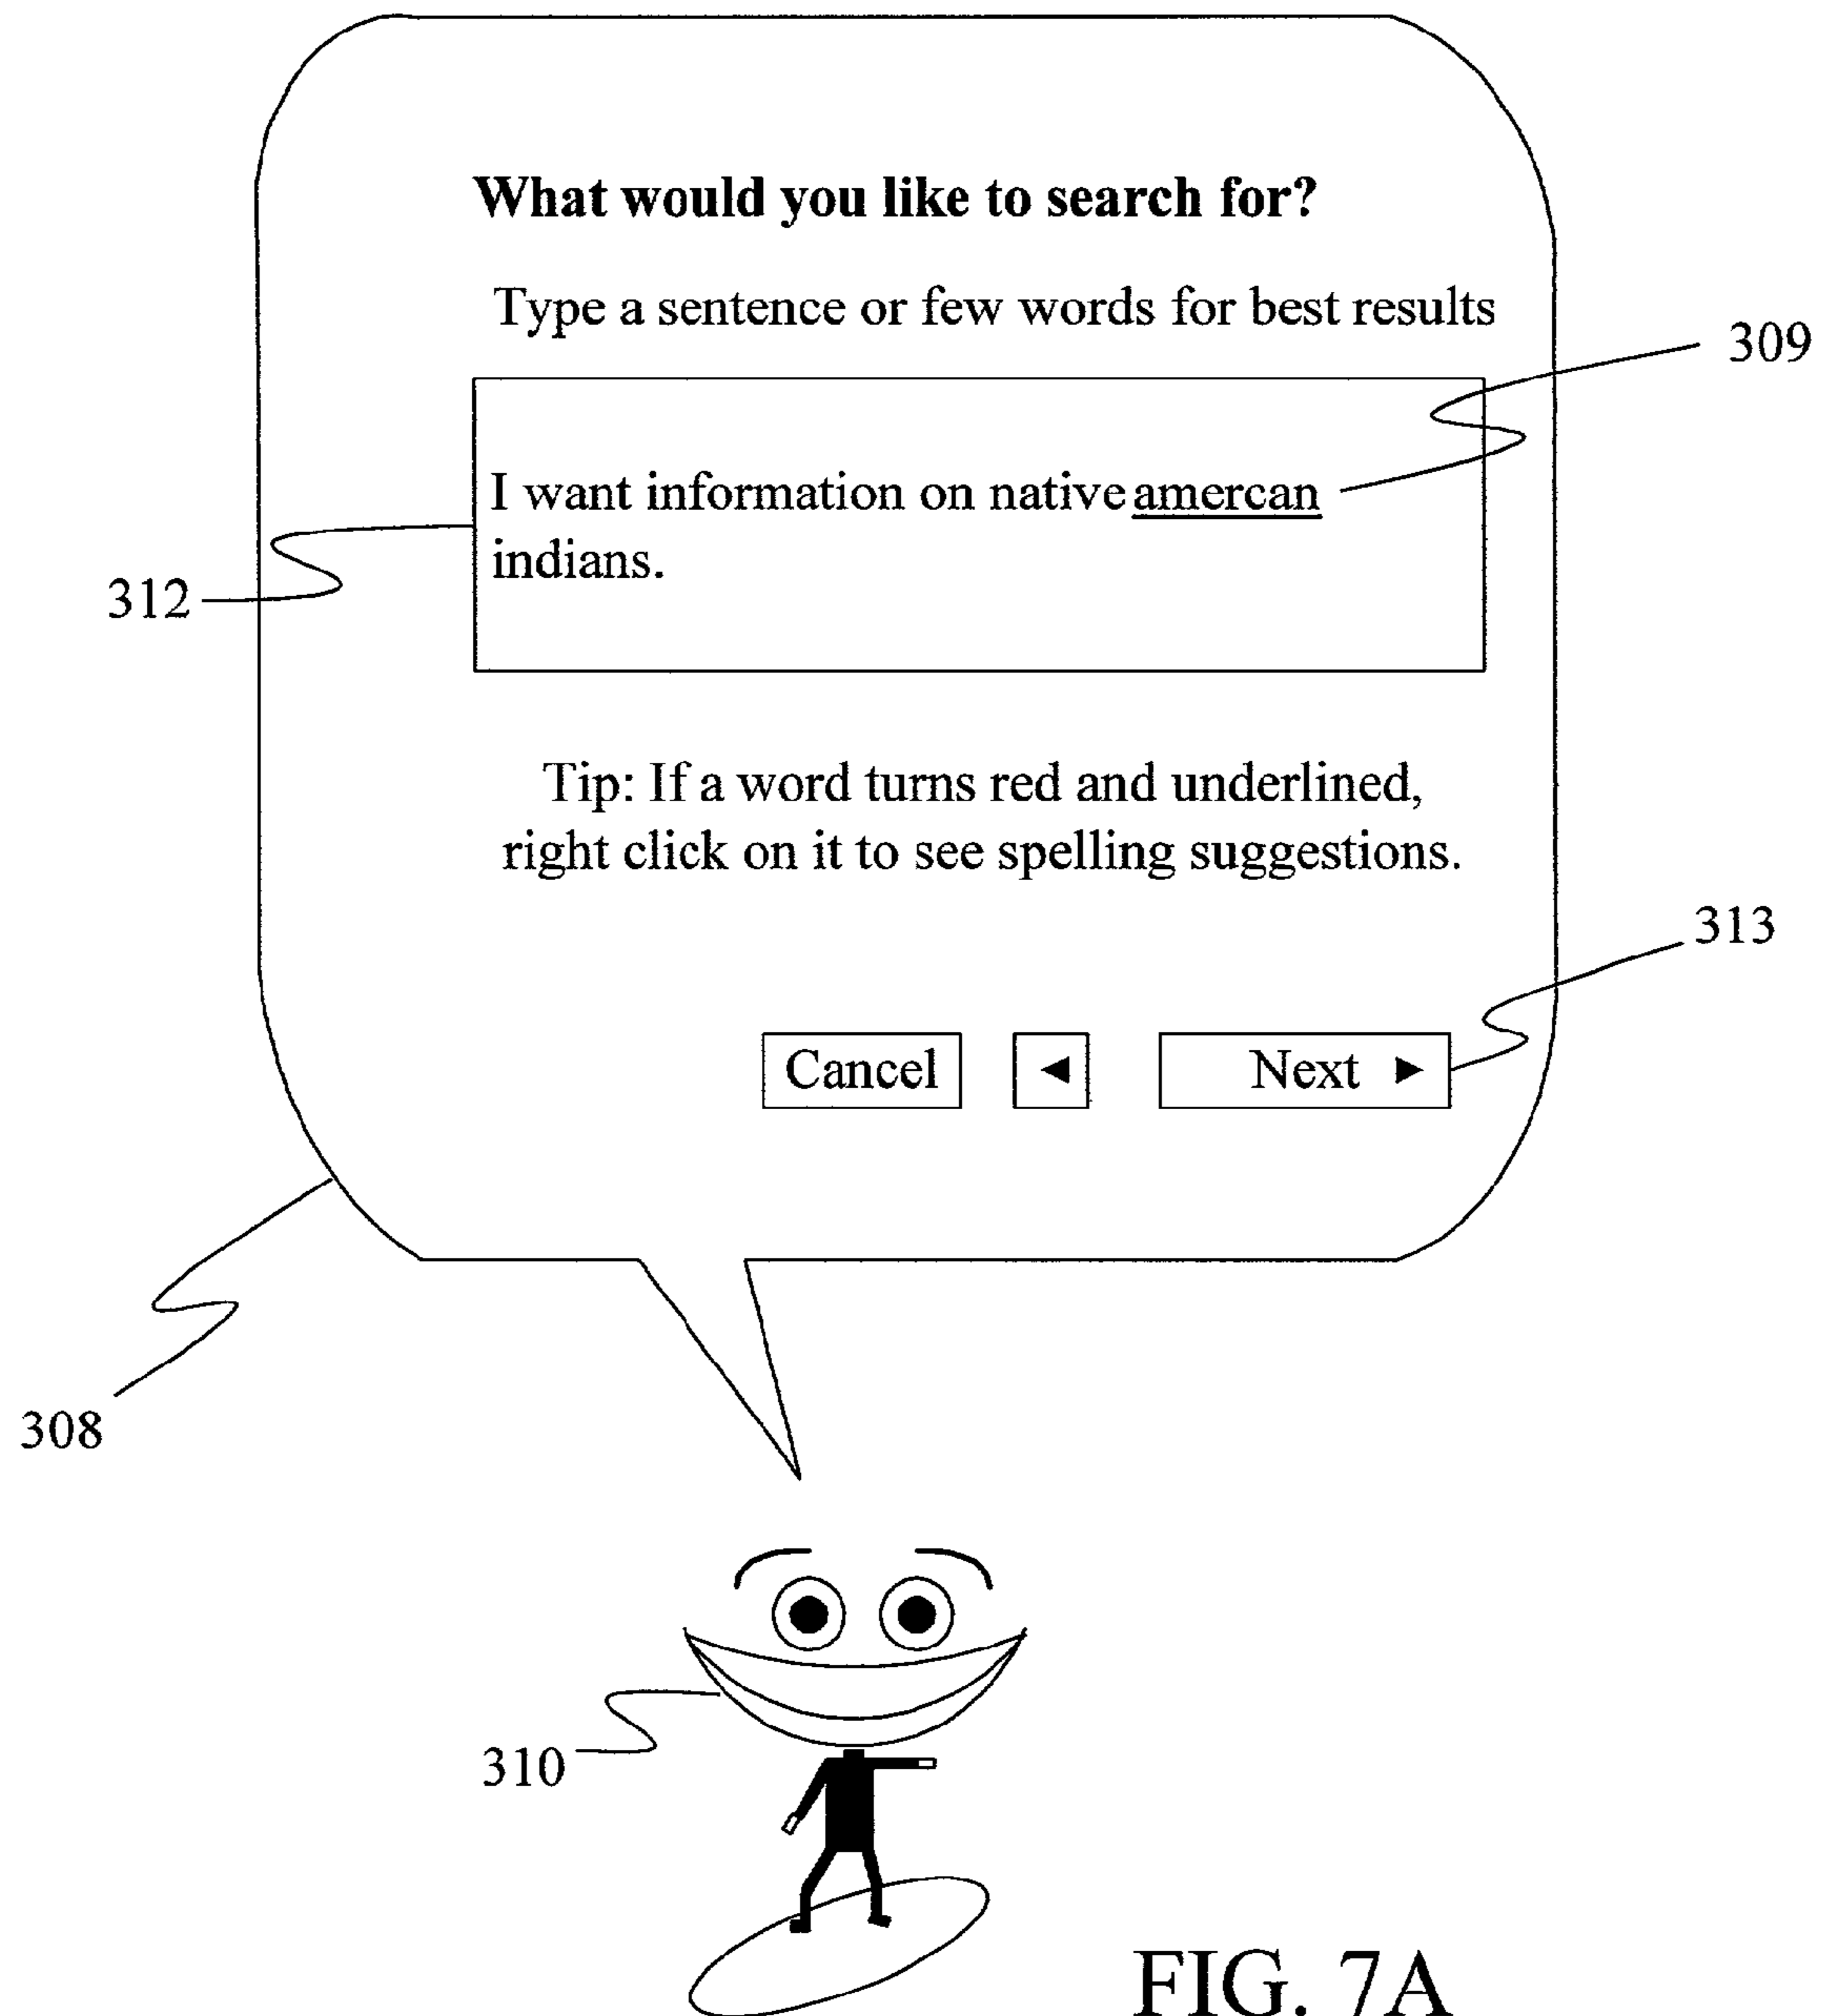 What would you like to search for?
Type a sentence or few words for best results
309
I want information on native amercan
indians.
312
Tip: If a word turns red and underlined,
right click on it to see spelling suggestions.
313
Cancel ◄ Next ►
308
310
FIG. 7A